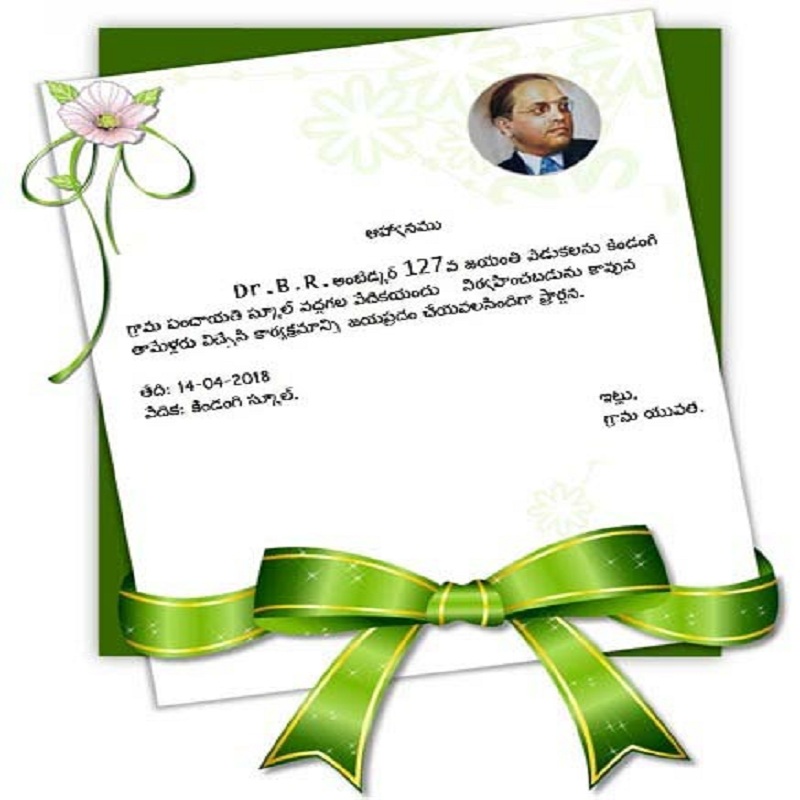 ఆహ్వానము
Dr.B.R.అంబేడ్కర్ 127వ జయంతి వేడుకలను కిండంగి
గ్రామ పంచాయతి స్కూల్ వద్దగల వేదికయందు నిర్వహించబడును కావున
తామెళ్లరు విచ్చేసి కార్యక్రమాన్ని జయప్రదం చేయవలసిందిగా ప్రార్థన.
తేది: 14-04-2018
వేదిక: కిండంగి స్కూల్.
ఇట్లు,
గ్రామ యువత.